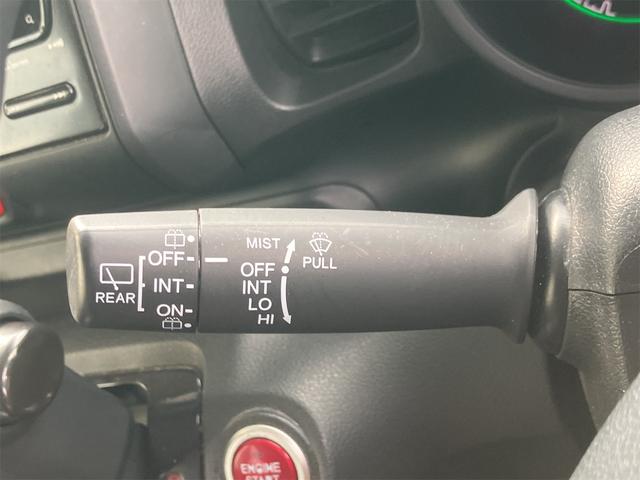 MIST
OFF
PULL
OFF
REAR
INT
INT
ON
LO
HI
ENGINE
START